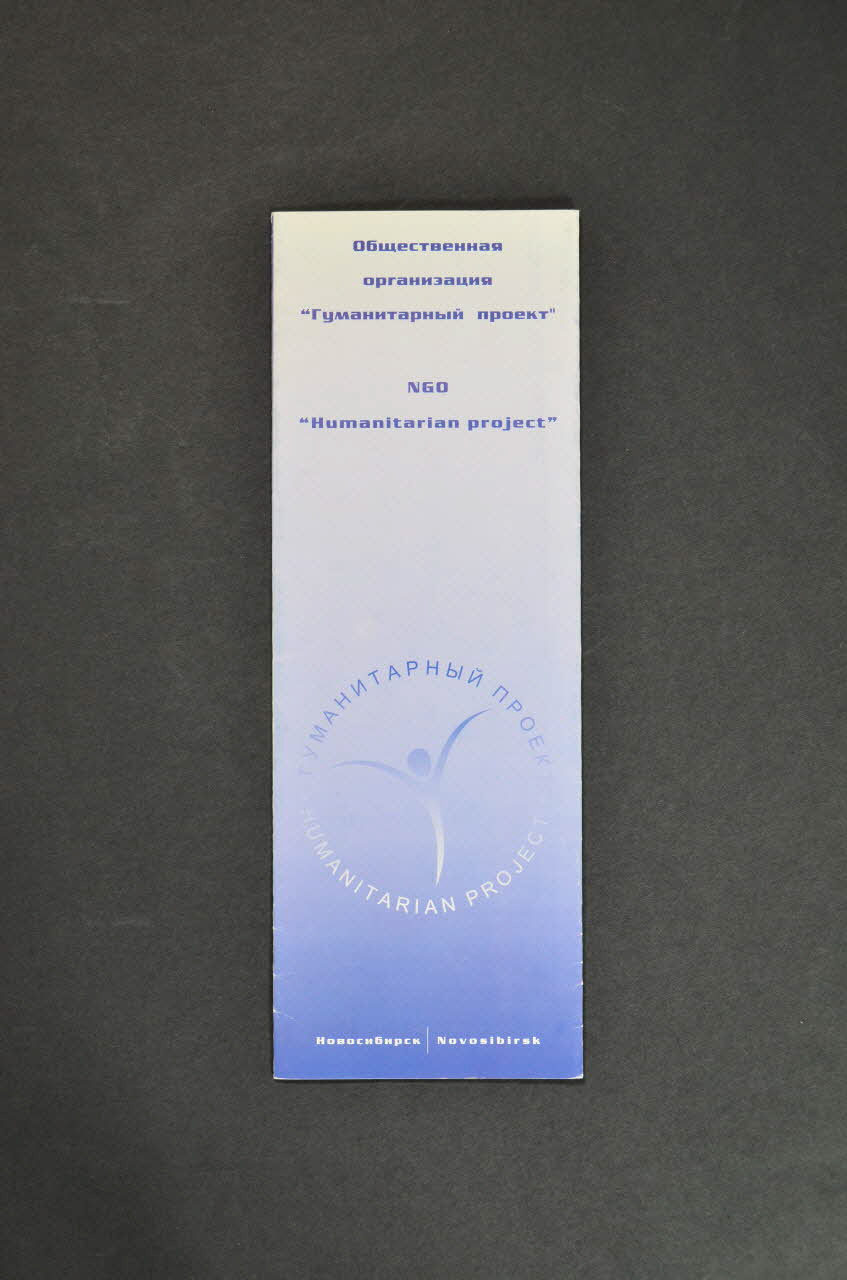 Общественная
организация
“Гуманитарный проект"
NGO
“Humanitarian project”
ГУМАНИТАРНЫЙ ПРОЕКТ
HUMANITARIAN PROJECT
Новосибирск | Novosibirsk